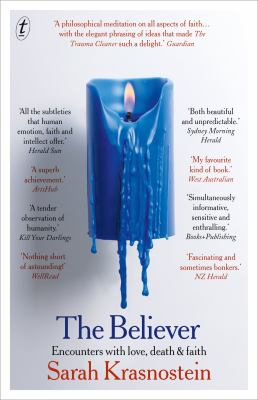 t
'A philosophical meditation on all aspects of faith…
with the elegant phrasing of ideas that made The
Trauma Cleaner such a delight.' Guardian
'All the subtleties
that human
emotion, faith and
intellect offer.'
Herald Sun
'A superb
achievement.'
ArtsHub
'A tender
observation of
humanity.'
Kill Your Darlings
'Nothing short
of astounding!'
WellRead
'Both beautiful
and
unpredictable.'
Sydney Morning
Herald
'My favourite
kind of book.'
West Australian
'Simultaneously
informative,
sensitive and
enthralling.'
Books+Publishing
'Fascinating and
sometimes bonkers.'
NZ Herald
The Believer
Encounters with love, death & faith
Sarah Krasnostein